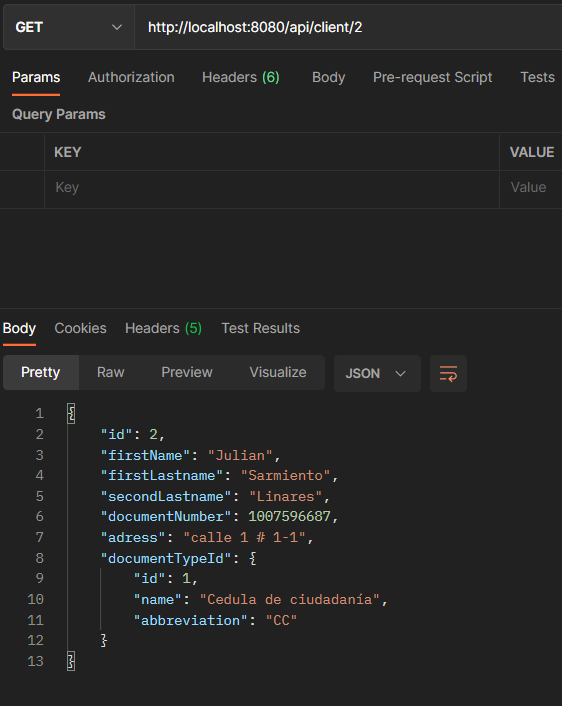 GET http://localhost:8080/api/client/2
Params Authorization Headers (6) Body Pre-request Script Tests
Query Params
KEY VALUE
Key Value
Body Cookies Headers (5) Test Results
Pretty Raw Preview Visualize JSON
1 {
2 "id": 2,
3 "firstName": "Julian",
4 "firstLastname": "Sarmiento",
5 "secondLastname": "Linares",
6 "documentNumber": 1007596687,
7 "adress": "calle 1 # 1-1",
8 "documentTypeId": {
9 "id": 1,
10 "name": "Cedula de ciudadanía",
11 "abbreviation": "CC"
12 }
13 }